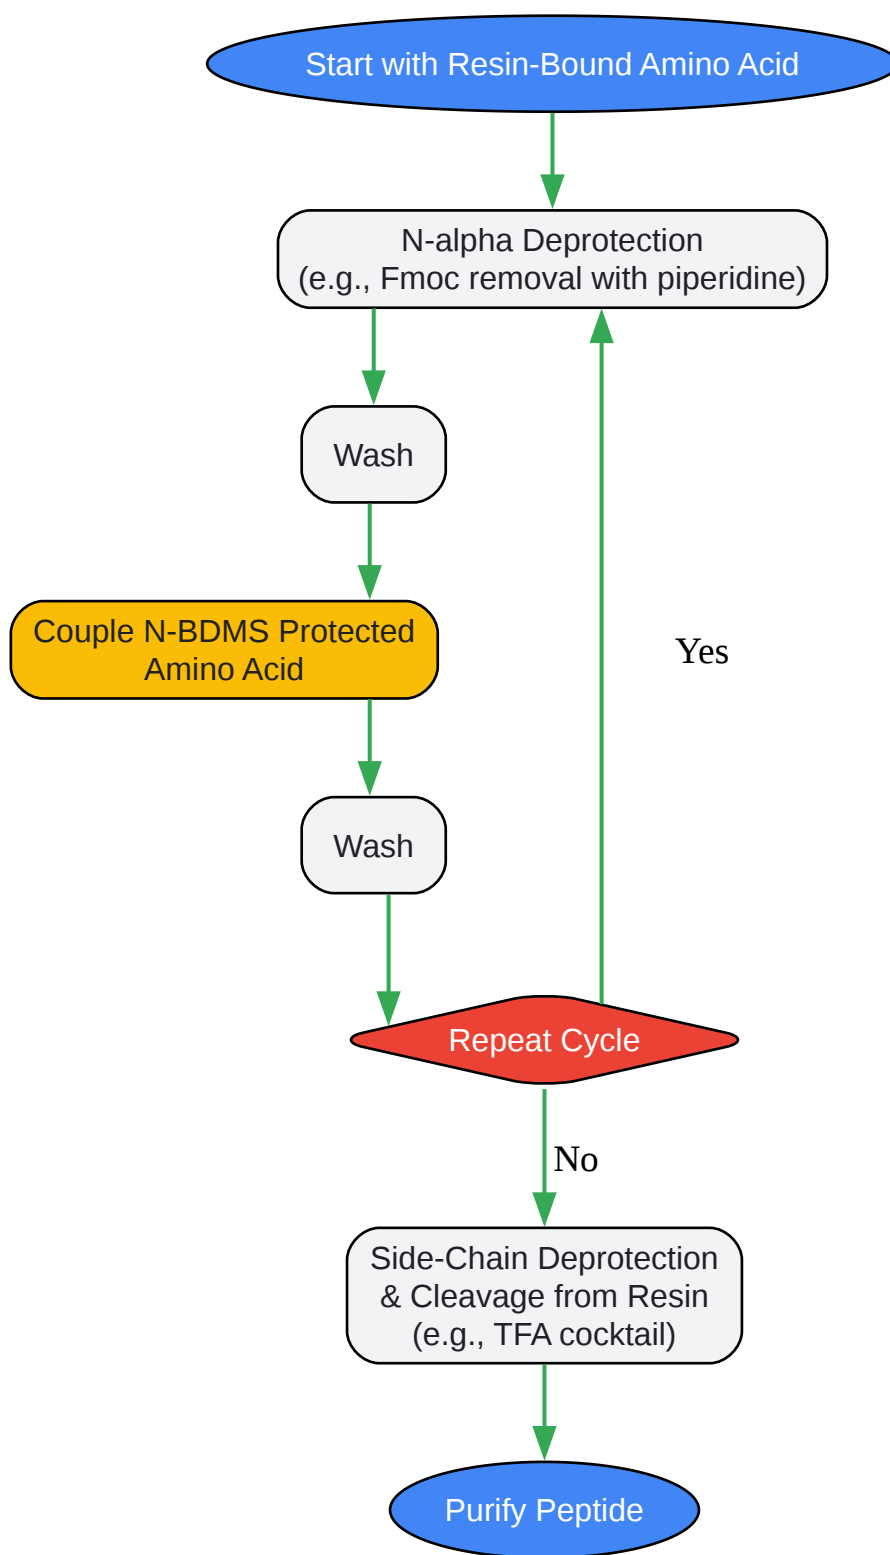 Start with Resin-Bound Amino Acid
N-alpha Deprotection
(e.g., Fmoc removal with piperidine)
Wash
Couple N-BDMS Protected
Amino Acid
Yes
Wash
Repeat Cycle
No
Side-Chain Deprotection
& Cleavage from Resin
(e.g., TFA cocktail)
Purify Peptide